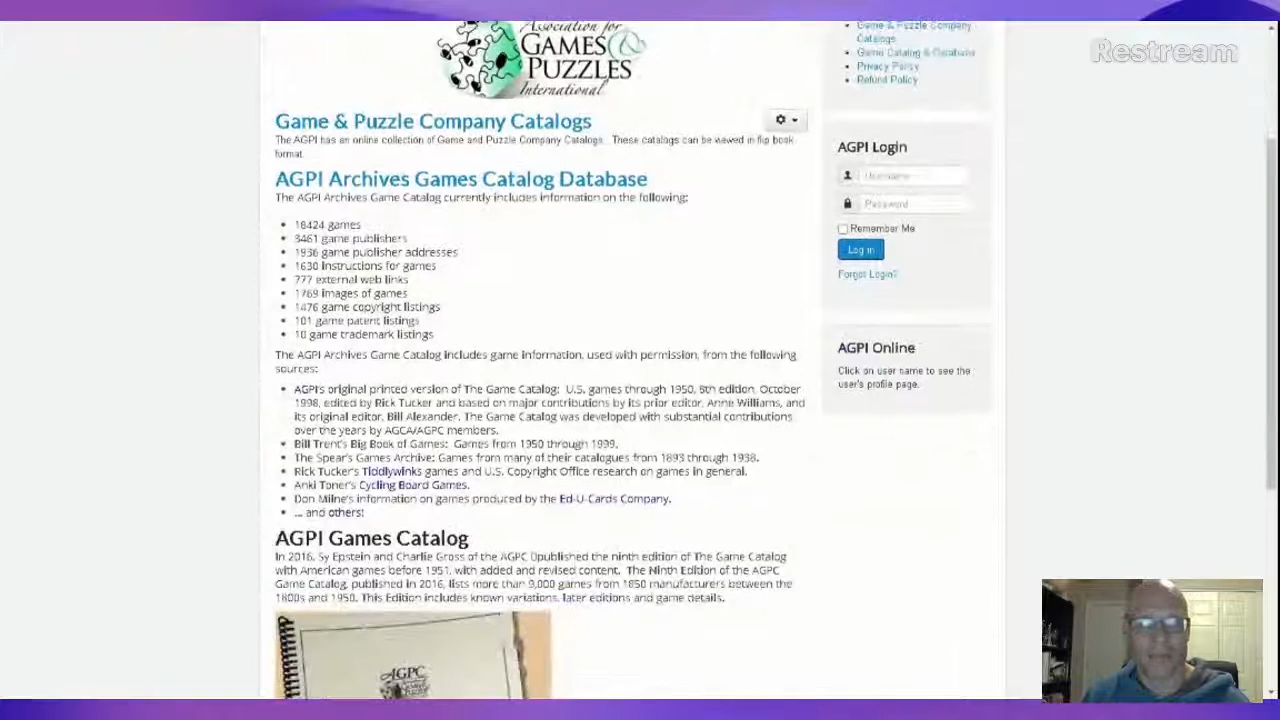 Association for
GAMES &
PUZZLES
International
Game & Puzzle Company
Catalogs
Game Catalog & Database
Privacy Policy
Refund Policy
Restream
Game & Puzzle Company Catalogs
The AGPI has an online collection of Game and Puzzle Company Catalogs. These catalogs can be viewed in flip book
format.
AGPI Archives Games Catalog Database
The AGPI Archives Game Catalog currently includes information on the following:
18424 games
3461 game publishers
1936 game publisher addresses
1630 instructions for games
777 external web links
1769 images of games
1476 game copyright listings
101 game patent listings
10 game trademark listings
The AGPI Archives Game Catalog includes game information, used with permission, from the following
sources:
AGPI's original printed version of The Game Catalog: U.S. games through 1950, 8th edition, October
1998, edited by Rick Tucker and based on major contributions by its prior editor, Anne Williams, and
its original editor, Bill Alexander. The Game Catalog was developed with substantial contributions
over the years by AGCA/AGPC members.
Bill Trent's Big Book of Games: Games from 1950 through 1999.
The Spear's Games Archive: Games from many of their catalogues from 1893 through 1938.
Rick Tucker's Tiddlywinks games and U.S. Copyright Office research on games in general.
Anki Toner's Cycling Board Games.
Don Milne's information on games produced by the Ed-U-Cards Company.
... and others!
AGPI Games Catalog
In 2016, Sy Epstein and Charlie Gross of the AGPC 0published the ninth edition of The Game Catalog
with American games before 1951, with added and revised content. The Ninth Edition of the AGPC
Game Catalog, published in 2016, lists more than 9,000 games from 1850 manufacturers between the
1800s and 1950. This Edition includes known variations, later editions and game details.
AGPC
AGPI Login
Username
Password
Remember Me
Log in
Forgot Login?
AGPI Online
Click on user name to see the
user's profile page.